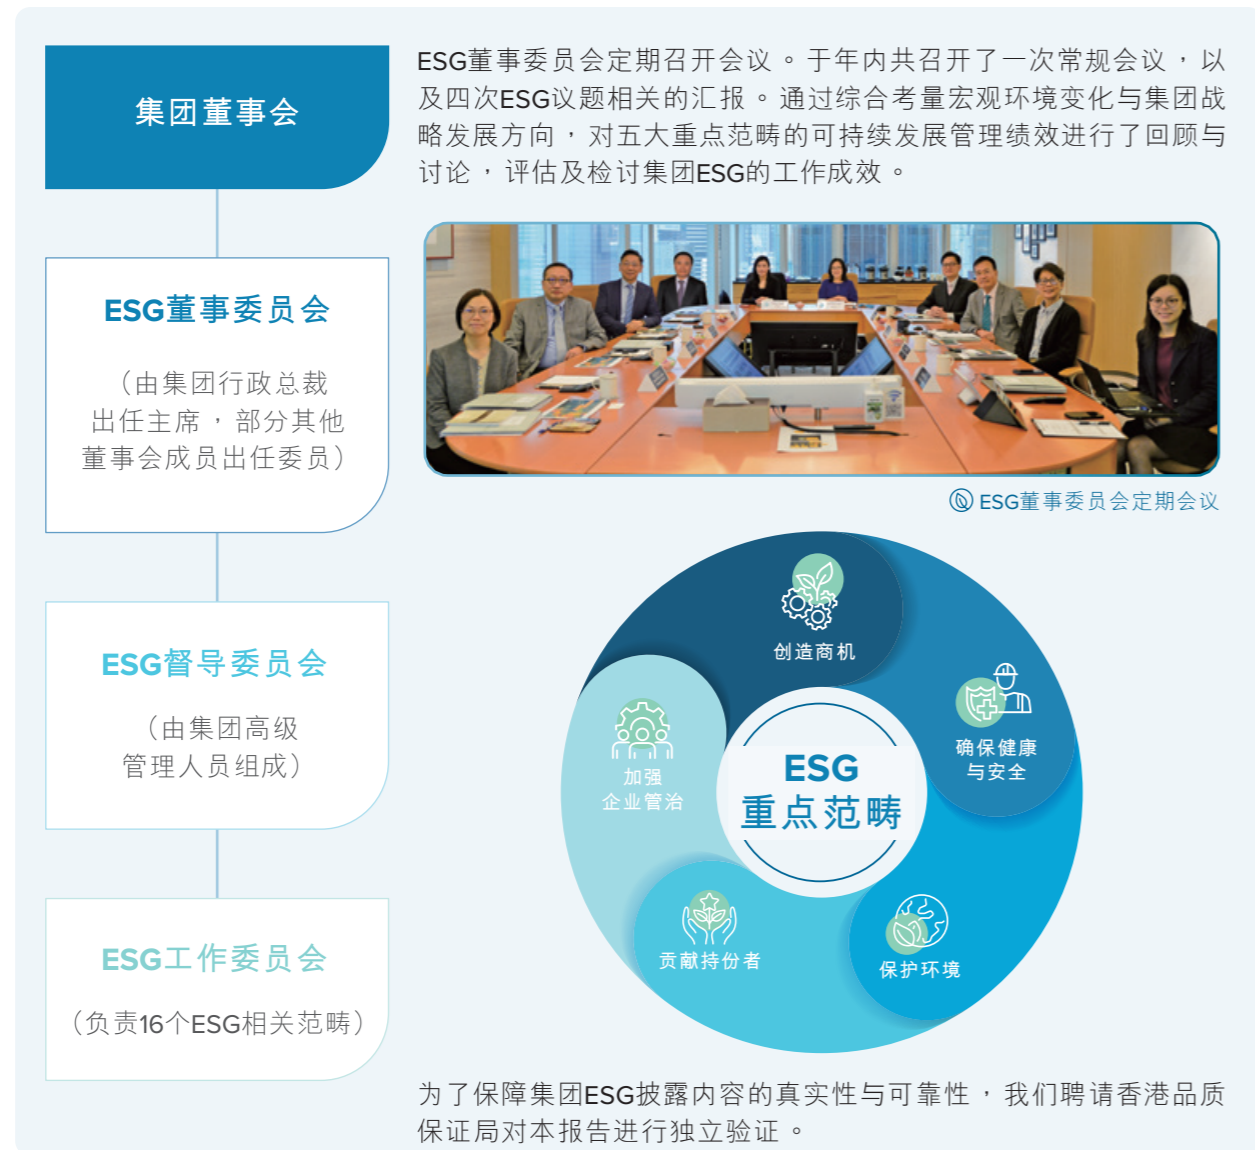 集团董事会
ESG董事委员会
（由集团行政总裁
出任主席，部分其他
董事会成员出任委员）
ESG督导委员会
（由集团高级
管理人员组成）
ESG工作委员会
（负责16个ESG相关范畴）
ESG董事委员会定期召开会议。于年内共召开了一次常规会议，以
及四次ESG议题相关的汇报。通过综合考量宏观环境变化与集团战
略发展方向，对五大重点范畴的可持续发展管理绩效进行了回顾与
讨论，评估及检讨集团ESG的工作成效。
ESG董事委员会定期会议
创造商机
确保健康
与安全
保护环境
贡献持份者
加强
企业管治
ESG
重点范畴
为了保障集团ESG披露内容的真实性与可靠性，我们聘请香港品质
保证局对本报告进行独立验证。